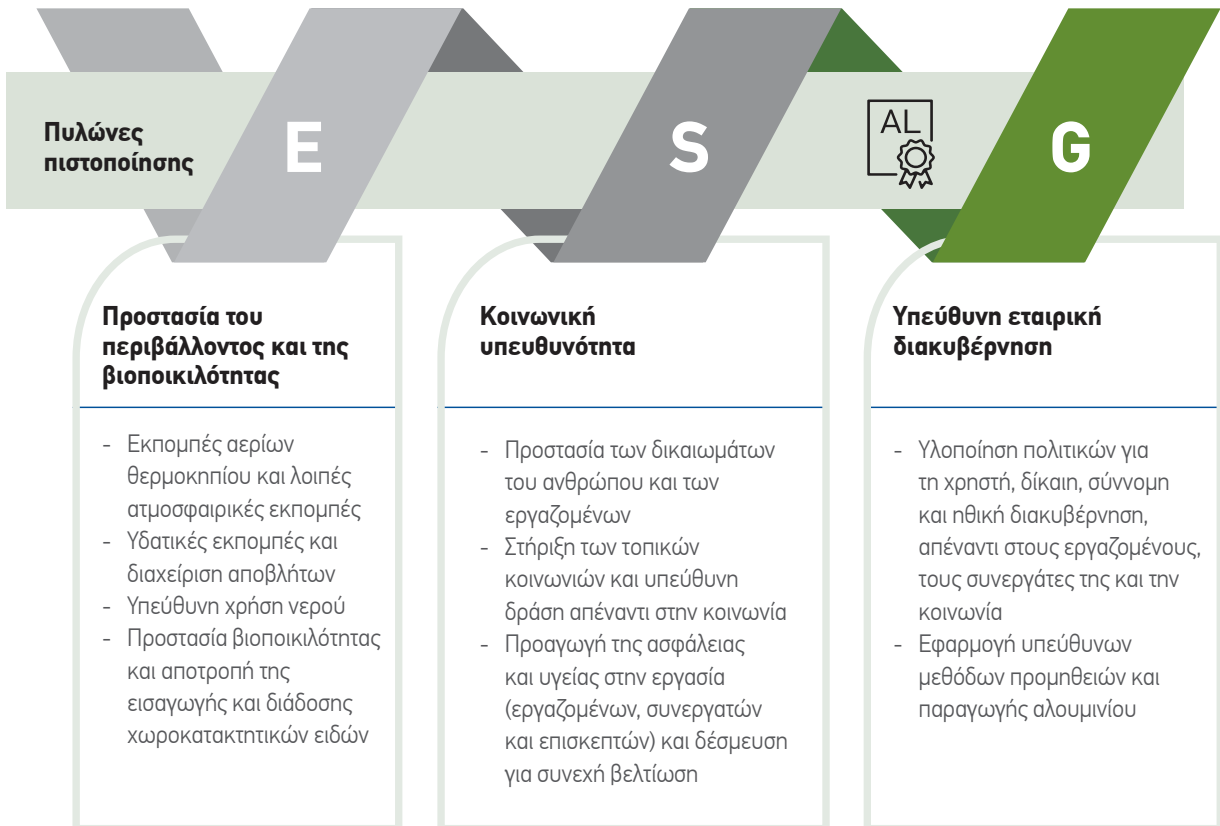 Πυλώνες
πιστοποίησης
E
S
AL
G
Προστασία του
περιβάλλοντος και της
βιοποικιλότητας
- Εκπομπές αερίων
θερμοκηπίου και λοιπές
ατμοσφαιρικές εκπομπές
- Υδατικές εκπομπές και
διαχείριση αποβλήτων
- Υπεύθυνη χρήση νερού
- Προστασία βιοποικιλότητας
και αποτροπή της
εισαγωγής και διάδοσης
χωροκατακτητικών ειδών
Κοινωνική
υπευθυνότητα
- Προστασία των δικαιωμάτων
του ανθρώπου και των
εργαζομένων
- Στήριξη των τοπικών
κοινωνιών και υπεύθυνη
δράση απέναντι στην κοινωνία
- Προαγωγή της ασφάλειας
και υγείας στην εργασία
(εργαζομένων, συνεργατών
και επισκεπτών) και δέσμευση
για συνεχή βελτίωση
Υπεύθυνη εταιρική
διακυβέρνηση
- Υλοποίηση πολιτικών για
τη χρηστή, δίκαιη, σύννομη
και ηθική διακυβέρνηση,
απέναντι στους εργαζομένους,
τους συνεργάτες της και την
κοινωνία
- Εφαρμογή υπεύθυνων
μεθόδων προμηθειών και
παραγωγής αλουμινίου